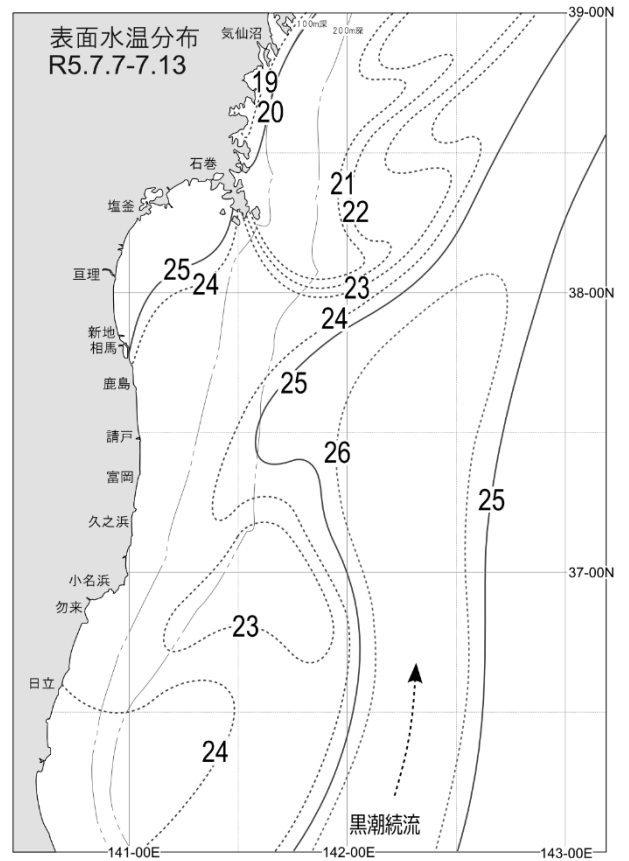 表面水温分布
R5.7.7-7.13
気仙沼
100m深
200m深
39-00N
19
20
石巻
21
22
塩釜
25
24
亘理
23
38-00N
24
新地
相馬
25
鹿島
請戸
26
富岡
25
久之浜
37-00N
小名浜
勿来
23
日立
24
黒潮続流
141-00E
142-00E
143-00E